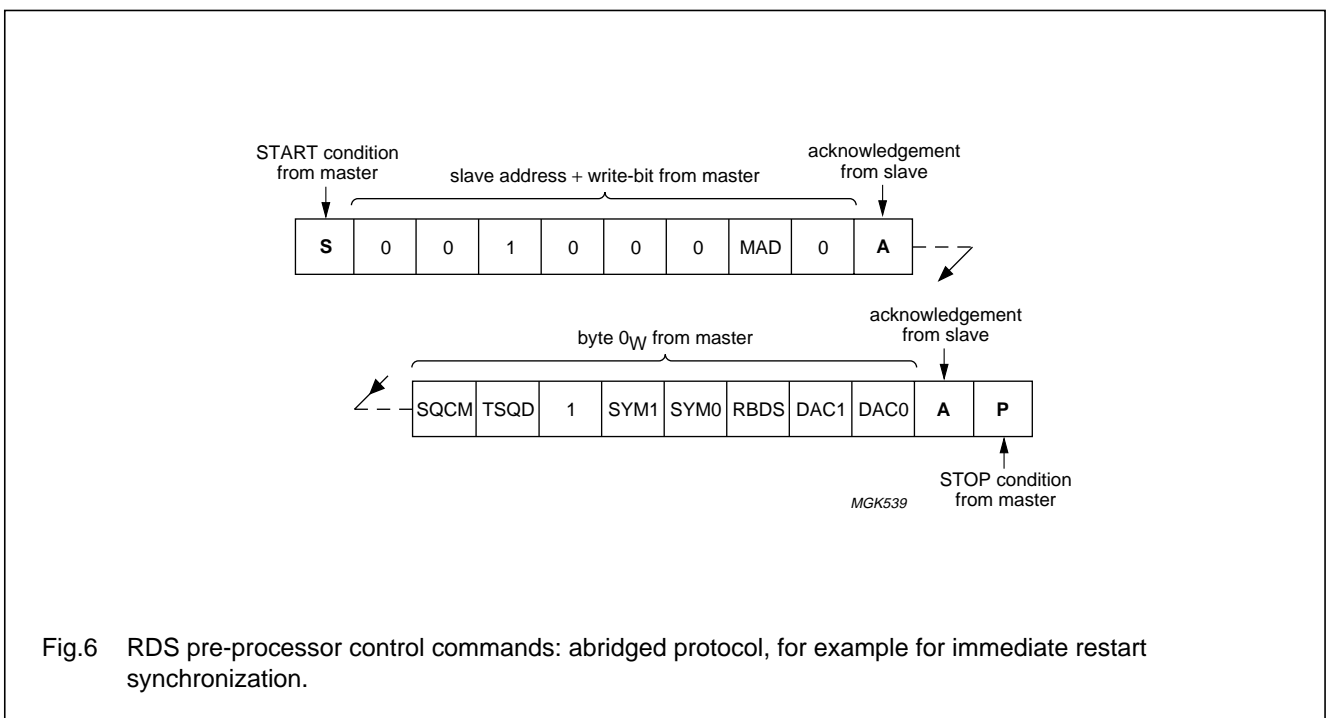 START condition
from master
slave address + write-bit from master
acknowledgement
from slave
S 0 0 1 0 0 0 MAD 0 A
byte 0W from master
acknowledgement
from slave
SQCM TSQD 1 SYM1 SYM0 RBDS DAC1 DAC0 A P
STOP condition
from master
MGK539
Fig.6 RDS pre-processor control commands: abridged protocol, for example for immediate restart
synchronization.